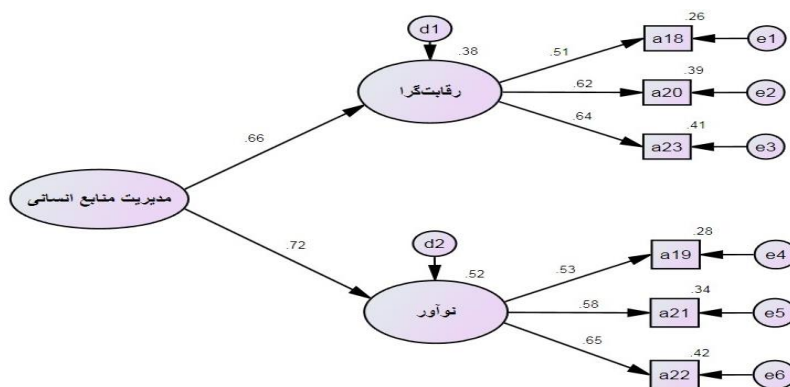 d1
.38
.26
.51
a18
e1
رقابت‌گرا
.39
.62
a20
e2
.64
.41
a23
e3
.66
مدیریت منابع انسانی
.72
d2
.52
.28
.53
a19
e4
نوآور
.34
.58
a21
e5
.65
.42
a22
e6